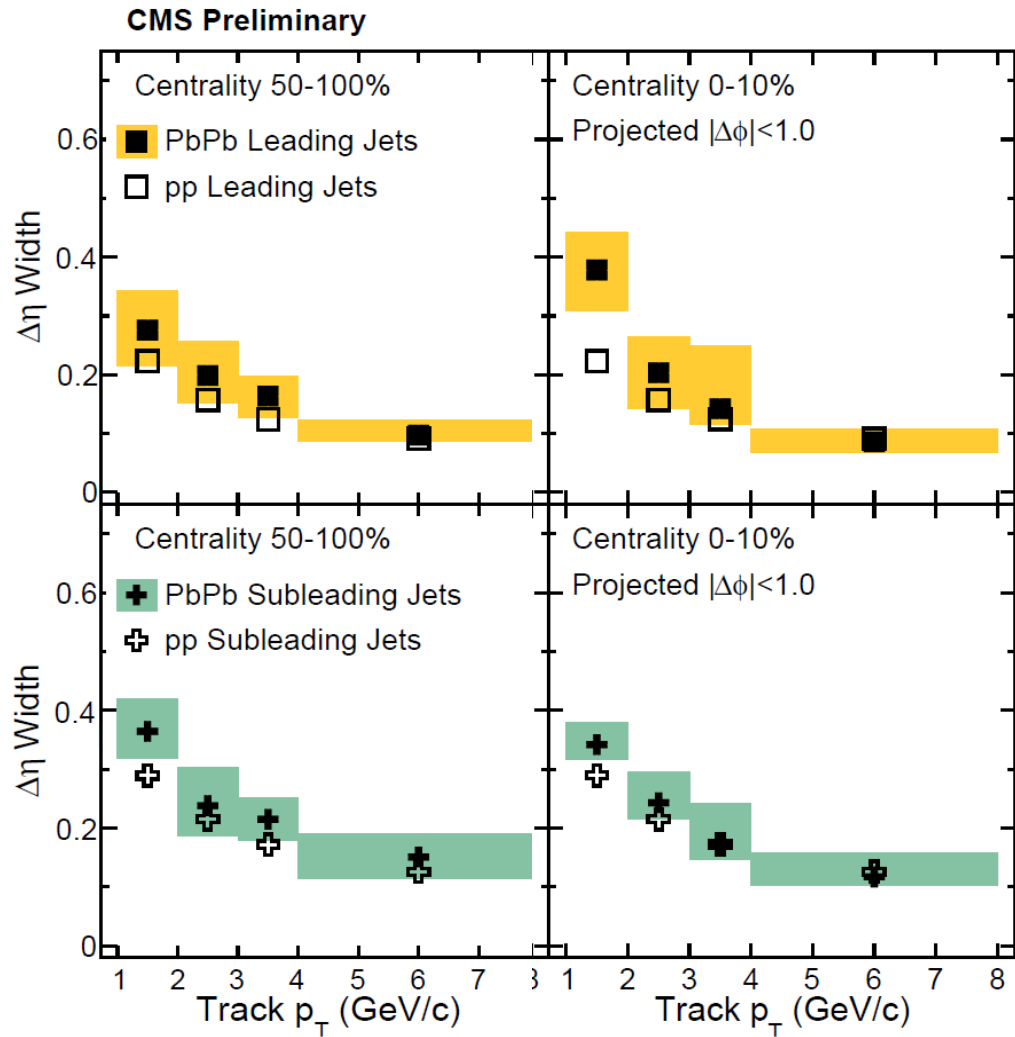 CMS Preliminary
Centrality 50-100%
PbPb Leading Jets
pp Leading Jets
Centrality 0-10%
Projected |Δϕ|<1.0
Δη Width
0.6
0.4
0.2
0
Centrality 50-100%
PbPb Subleading Jets
pp Subleading Jets
Centrality 0-10%
Projected |Δϕ|<1.0
Δη Width
0.6
0.4
0.2
0
1 2 3 4 5 6 7 8
1 2 3 4 5 6 7 8
Track p_T (GeV/c)
Track p_T (GeV/c)